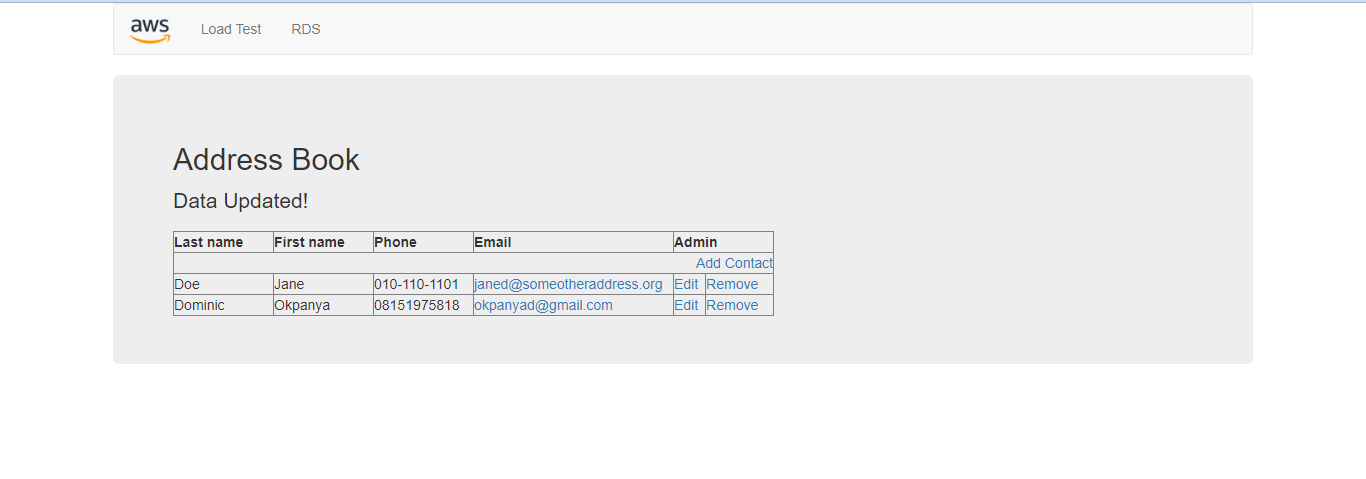 aws Load Test RDS
Address Book
Data Updated!
Last name First name Phone Email Admin
Add Contact
Doe Jane 010-110-1101 janed@someotheraddress.org Edit Remove
Dominic Okpanya 08151975818 okpanyad@gmail.com Edit Remove